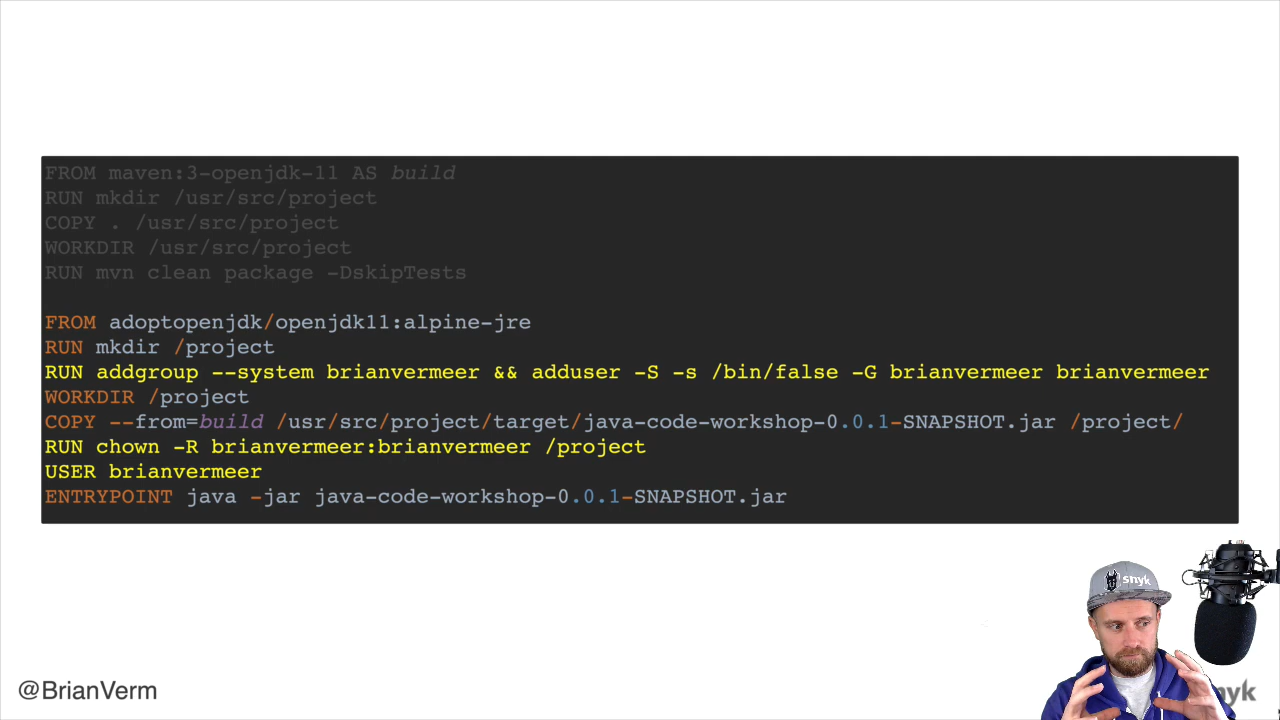 FROM maven:3-openjdk-11 AS build
RUN mkdir /usr/src/project
COPY . /usr/src/project
WORKDIR /usr/src/project
RUN mvn clean package -DskipTests
FROM adoptopenjdk/openjdk11:alpine-jre
RUN mkdir /project
RUN addgroup --system brianvermeer && adduser -S -s /bin/false -G brianvermeer brianvermeer
WORKDIR /project
COPY --from=build /usr/src/project/target/java-code-workshop-0.0.1-SNAPSHOT.jar /project/
RUN chown -R brianvermeer:brianvermeer /project
USER brianvermeer
ENTRYPOINT java -jar java-code-workshop-0.0.1-SNAPSHOT.jar
snyk
@BrianVerm